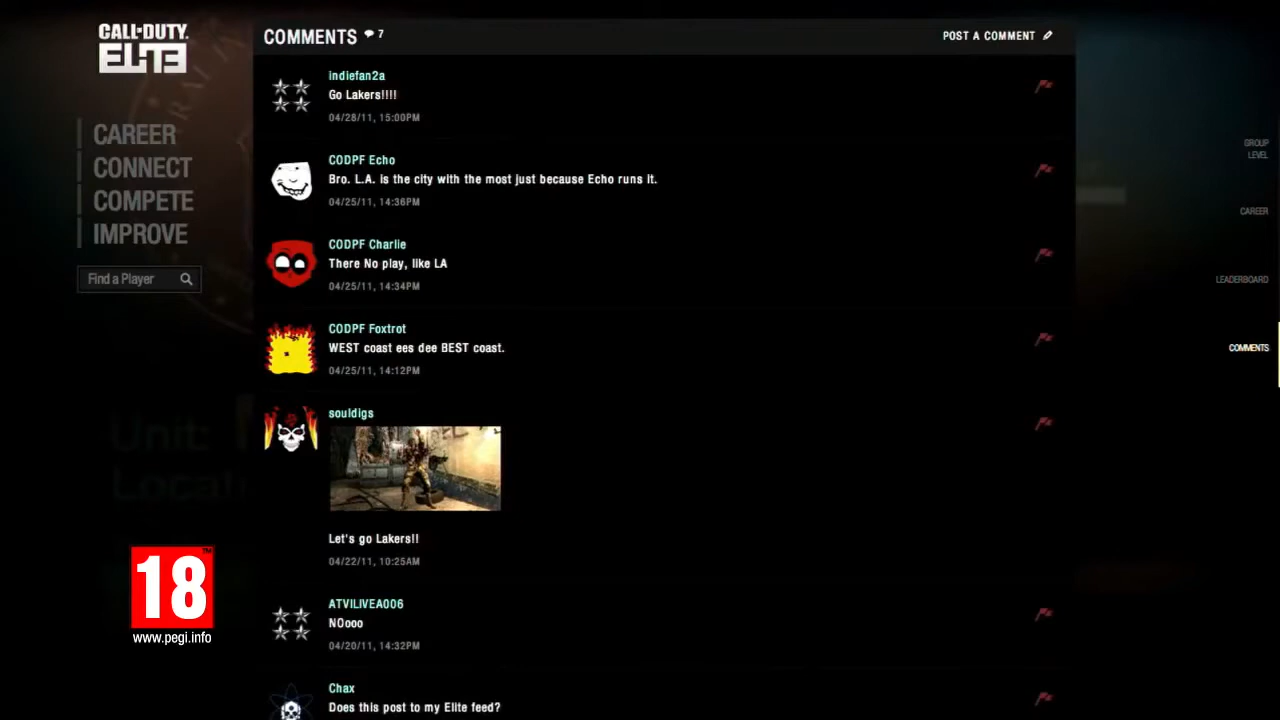 CALL OF DUTY
ELITE
COMMENTS 7
POST A COMMENT
CAREER
CONNECT
COMPETE
IMPROVE
Find a Player
indiefan2a
Go Lakers!!!!
04/28/11, 15:00PM
CODPF Echo
Bro. L.A. is the city with the most just because Echo runs it.
04/25/11, 14:36PM
CODPF Charlie
There No play, like LA
04/25/11, 14:34PM
CODPF Foxtrot
WEST coast ees dee BEST coast.
04/25/11, 14:12PM
souldigs
Let's go Lakers!!
04/22/11, 10:25AM
ATVILIVEA006
NOooo
04/20/11, 14:32PM
Chax
Does this post to my Elite feed?
GROUP
LEVEL
CAREER
LEADERBOARD
COMMENTS
Unit:
Locati
18
www.pegi.info